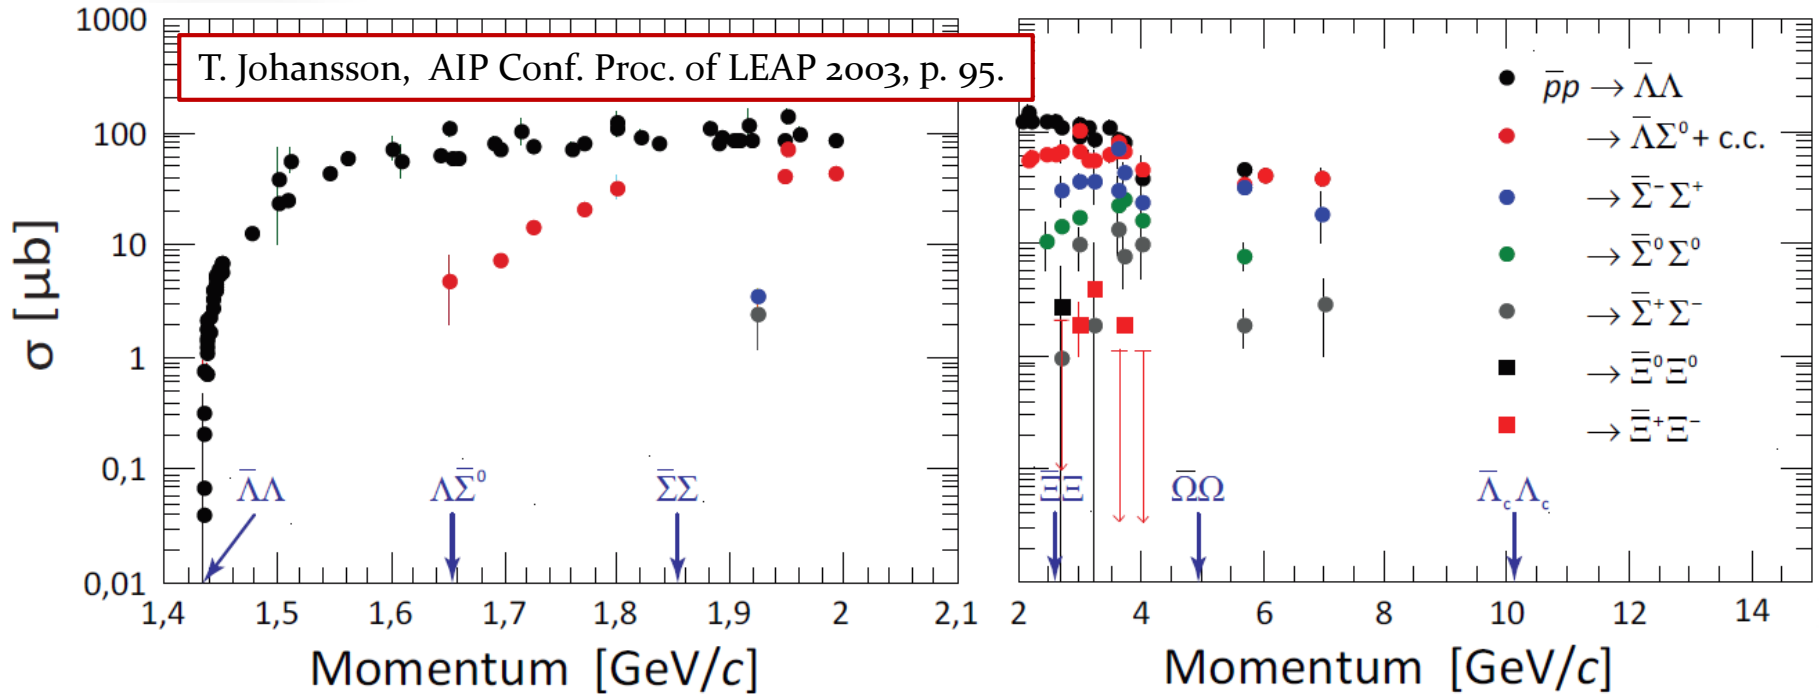 1000
100
10
1
0,1
0,01
σ [μb]
T. Johansson, AIP Conf. Proc. of LEAP 2003, p. 95.
Λ̅Λ
ΛΣ̅⁰
Σ̅Σ
1,4 1,5 1,6 1,7 1,8 1,9 2 2,1
Momentum [GeV/c]
p̅p → Λ̅Λ
→ Λ̅Σ⁰ + c.c.
→ Σ̅⁻Σ⁺
→ Σ̅⁰Σ⁰
→ Σ̅⁺Σ⁻
→ Ξ̅⁰Ξ⁰
→ Ξ̅⁺Ξ⁻
Ξ̅Ξ
Ω̅Ω
Λ̅cΛc
2 4 6 8 10 12 14
Momentum [GeV/c]